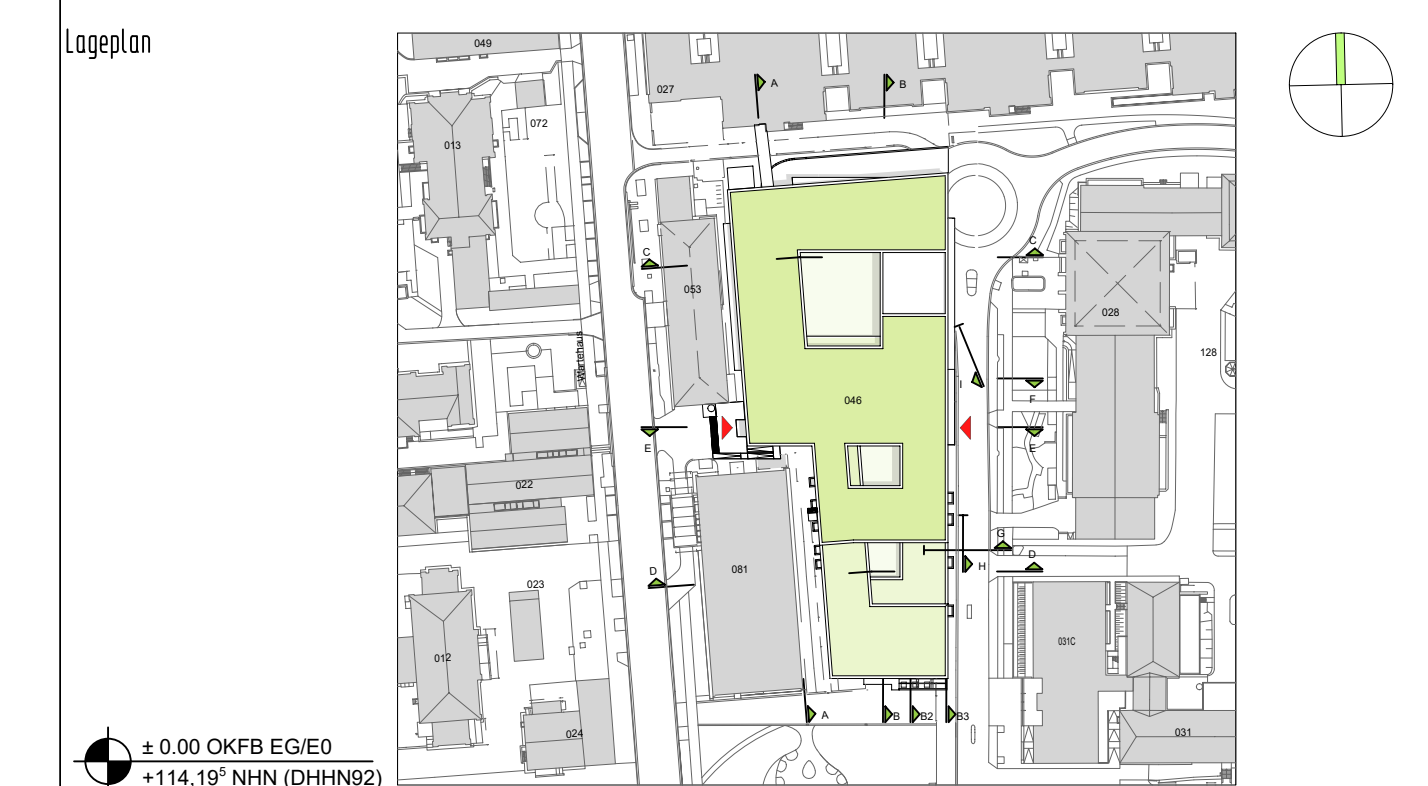 Lageplan
049
027
A
B
072
013
C
C
053
028
Wartehaus
128
I
F
046
E
E
022
G
D
H
D
081
023
031C
012
A
B
B2
B3
024
031
± 0.00 OKFB EG/E0
+114,19⁵ NHN (DHHN92)